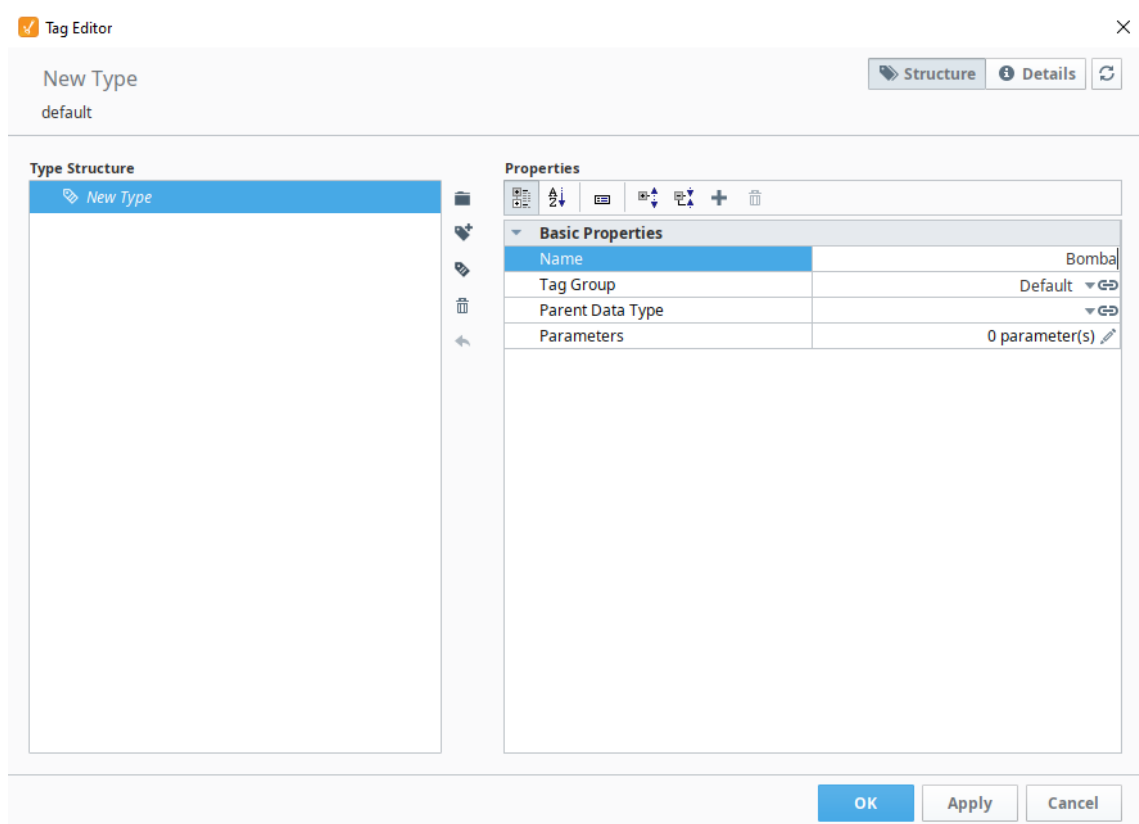 Tag Editor
New Type
default
Structure
Details
Type Structure
New Type
Properties
Basic Properties
Name Bomba
Tag Group Default
Parent Data Type
Parameters 0 parameter(s)
OK
Apply
Cancel